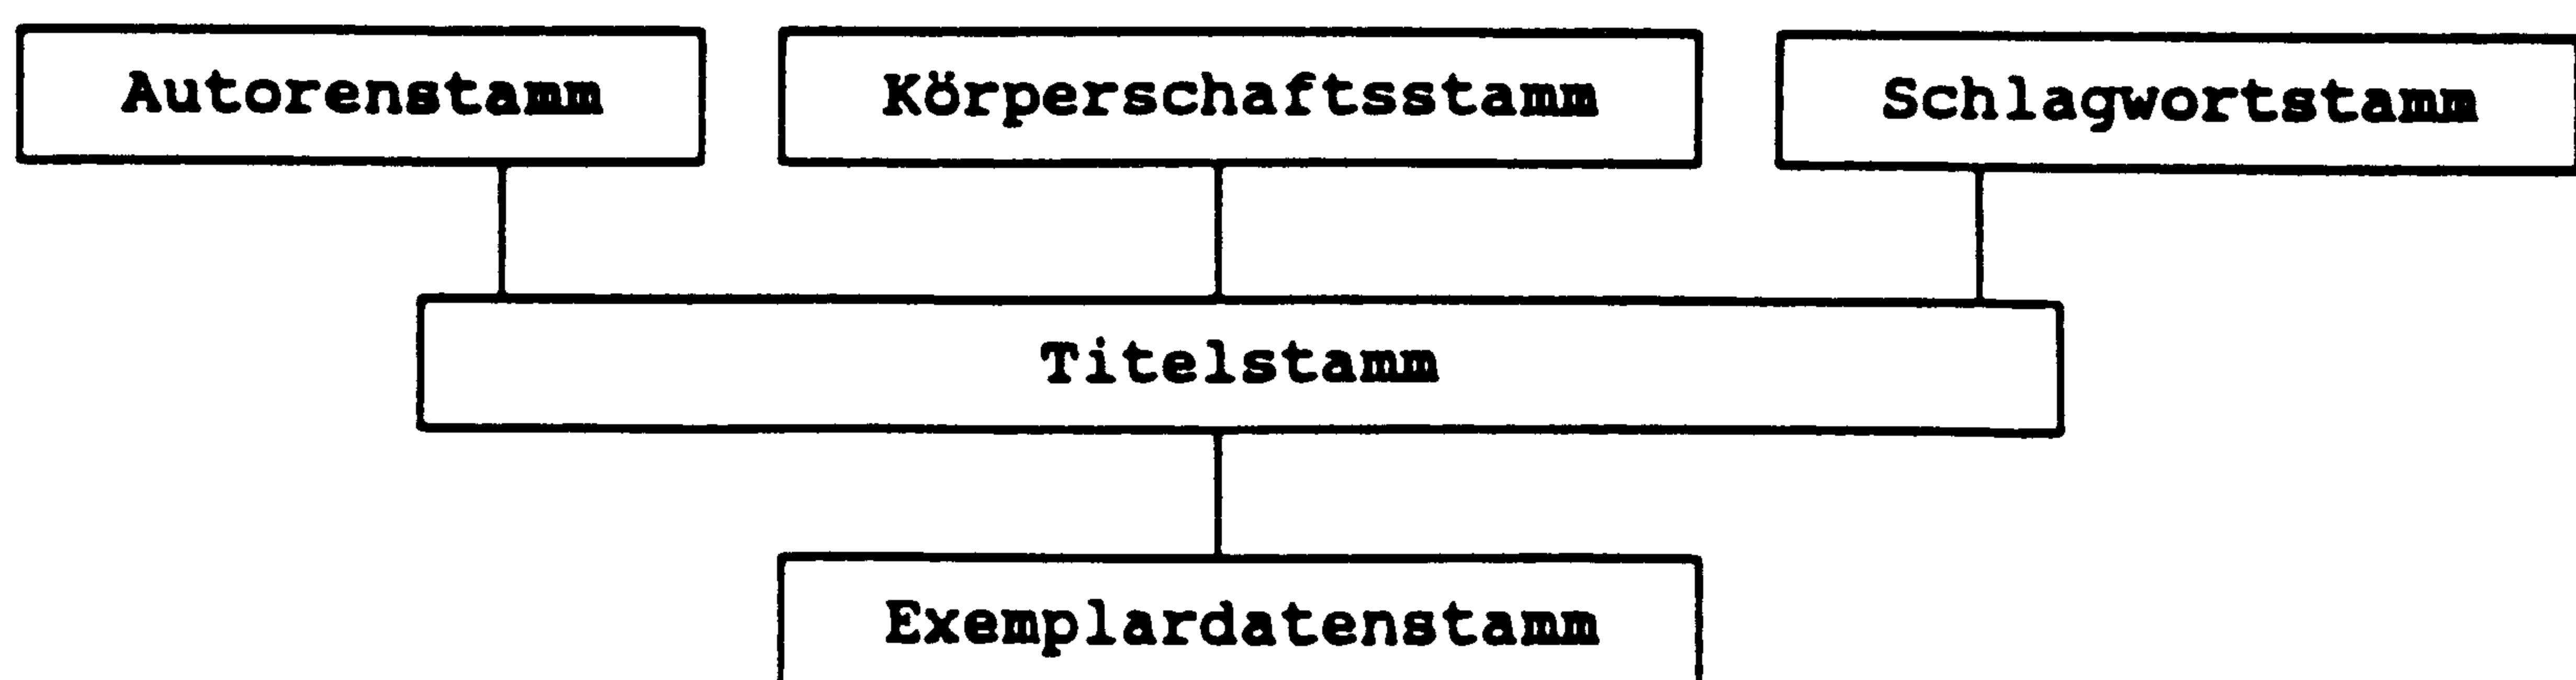 Autorenstamm
Körperschaftsstamm
Schlagwortstamm
Titelstamm
Exemplardatenstamm